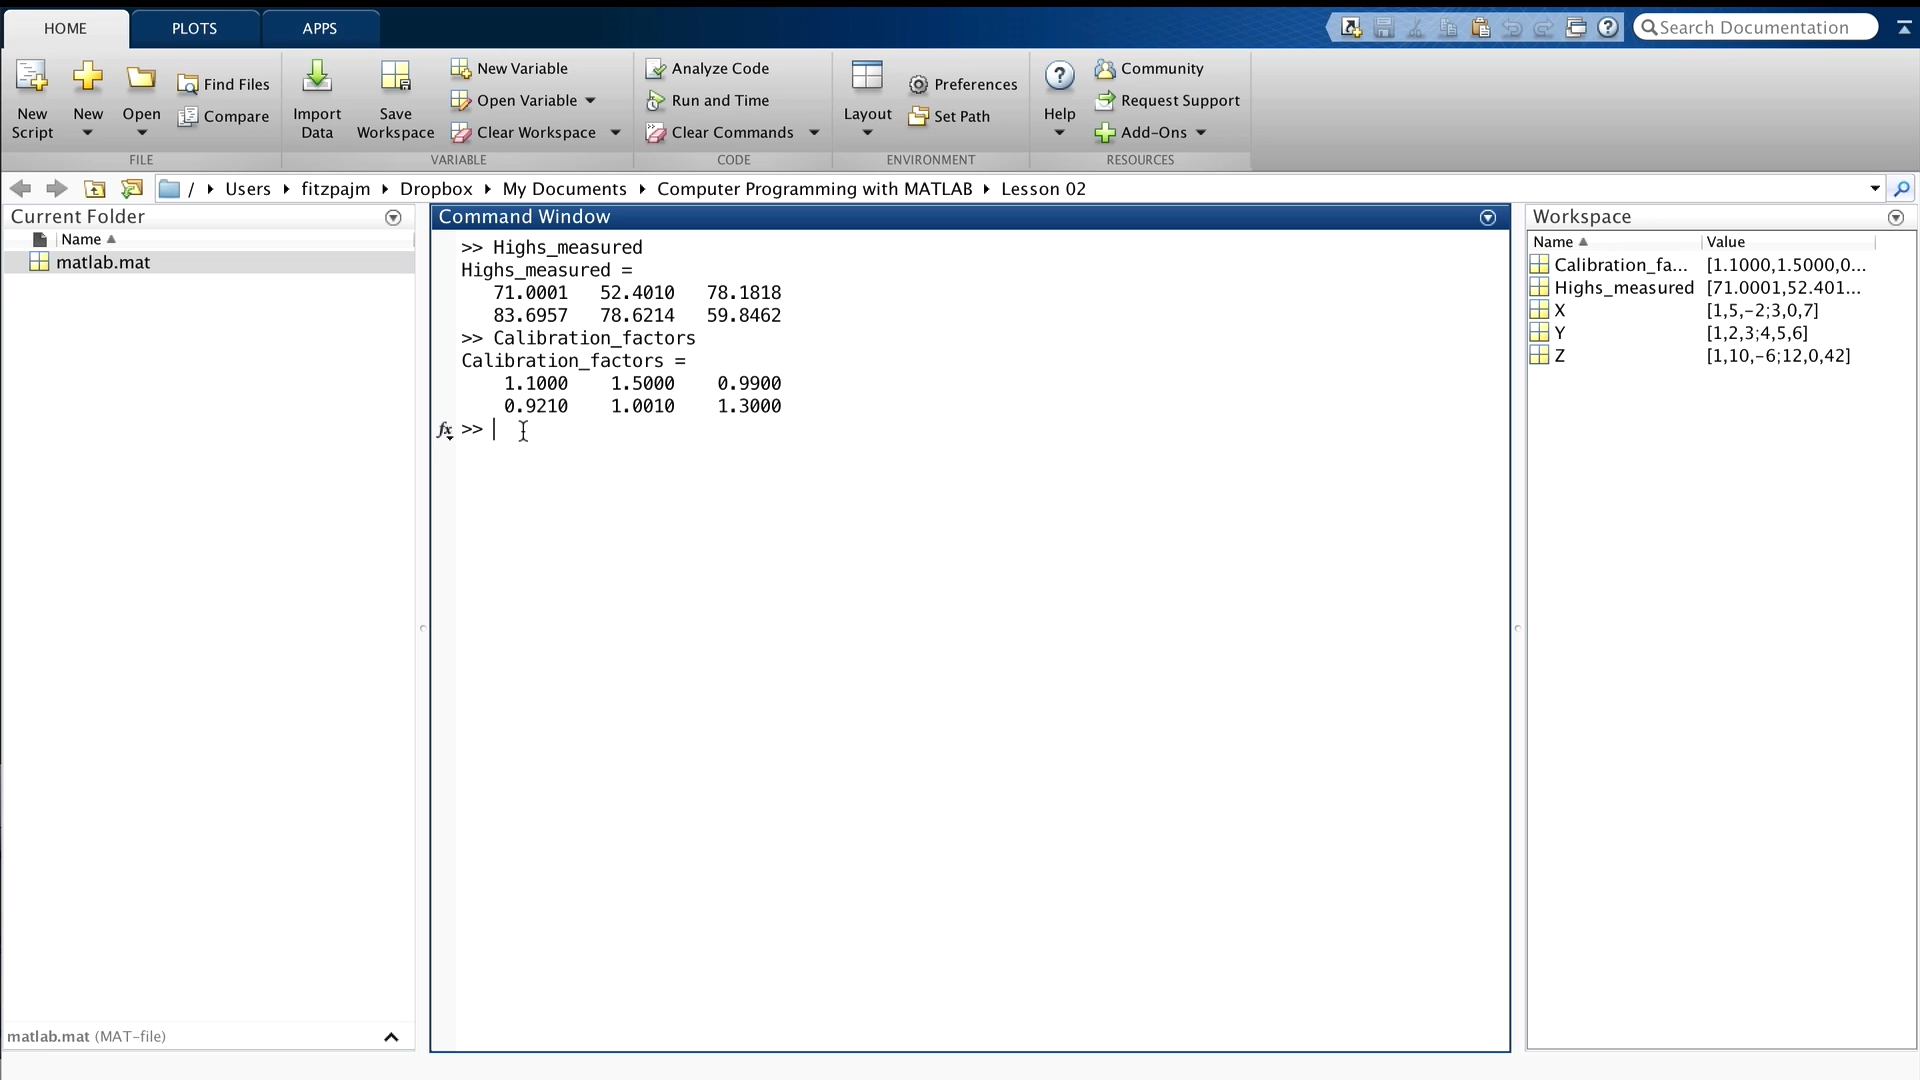 HOME PLOTS APPS Search Documentation
New Script New Open Find Files Compare Import Data Save Workspace New Variable Open Variable Clear Workspace Analyze Code Run and Time Clear Commands Layout Preferences Set Path Help Community Request Support Add-Ons
FILE VARIABLE CODE ENVIRONMENT RESOURCES
/ Users fitzpajm Dropbox My Documents Computer Programming with MATLAB Lesson 02
Current Folder
Name
matlab.mat
matlab.mat (MAT-file)
Command Window
>> Highs_measured
Highs_measured =
71.0001 52.4010 78.1818
83.6957 78.6214 59.8462
>> Calibration_factors
Calibration_factors =
1.1000 1.5000 0.9900
0.9210 1.0010 1.3000
fx >>
Workspace
Name Value
Calibration_fa... [1.1000,1.5000,0...
Highs_measured [71.0001,52.401...
X [1,5,-2;3,0,7]
Y [1,2,3;4,5,6]
Z [1,10,-6;12,0,42]